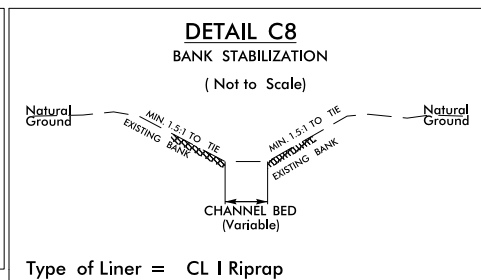 DETAIL C8
BANK STABILIZATION
( Not to Scale)
Natural
Ground
Natural
Ground
MIN. 1.5:1 TO TIE
EXISTING BANK
MIN. 1.5:1 TO TIE
EXISTING BANK
CHANNEL BED
(Variable)
Type of Liner = CL I Riprap